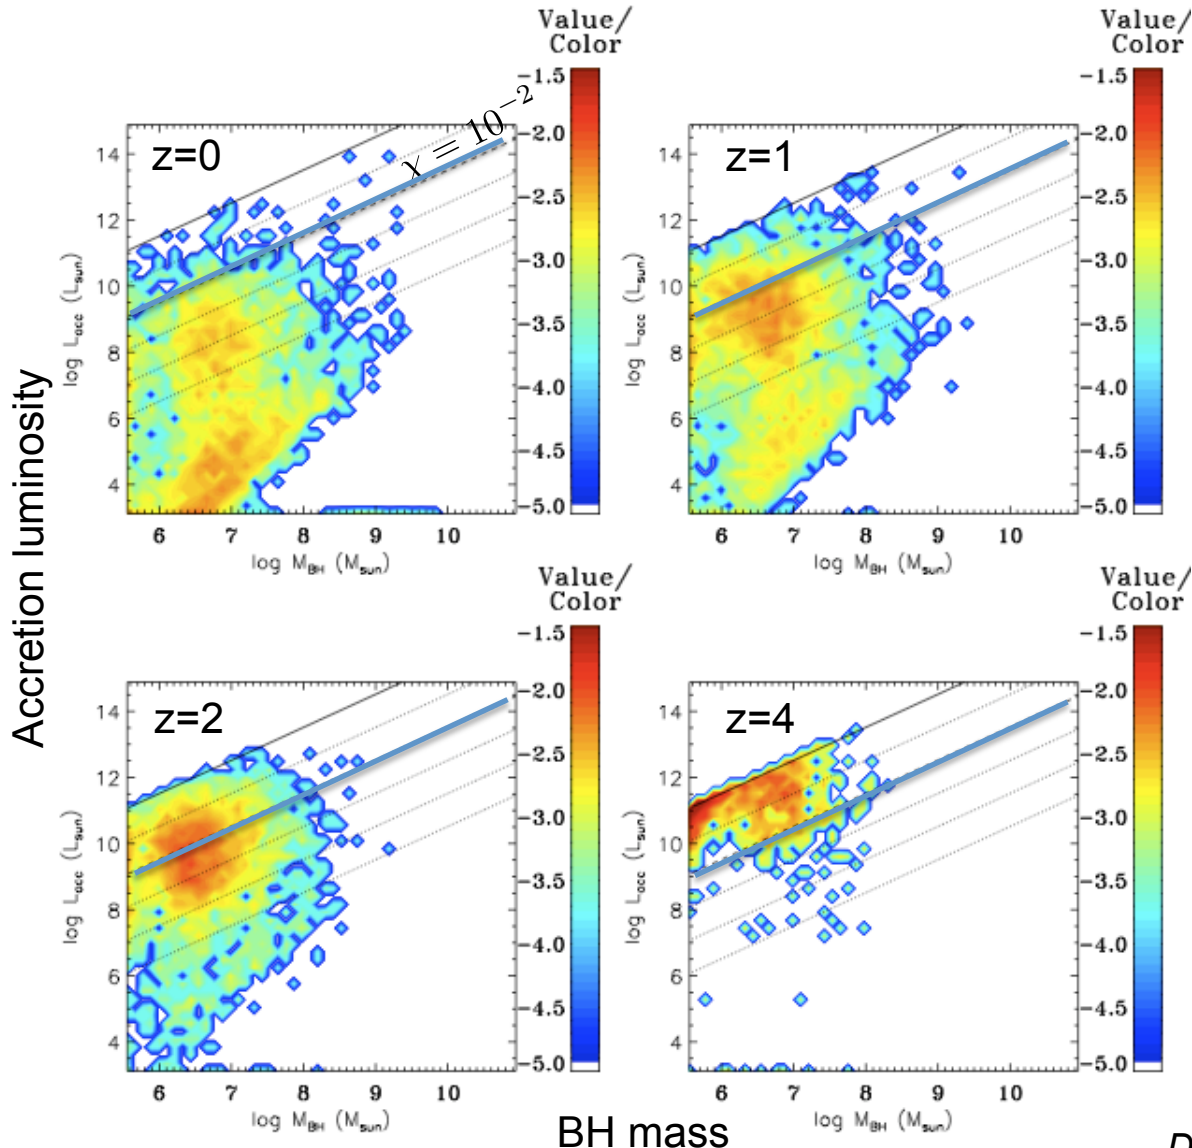 Value/
Color
Value/
Color
-1.5
-2.0
-2.5
-3.0
-3.5
-4.0
-4.5
-5.0
-1.5
-2.0
-2.5
-3.0
-3.5
-4.0
-4.5
-5.0
z=0
χ = 10⁻²
z=1
14
12
10
8
6
4
log L_acc (L_sun)
14
12
10
8
6
4
log L_acc (L_sun)
6 7 8 9 10
log M_BH (M_sun)
6 7 8 9 10
log M_BH (M_sun)
Accretion luminosity
Value/
Color
Value/
Color
-1.5
-2.0
-2.5
-3.0
-3.5
-4.0
-4.5
-5.0
-1.5
-2.0
-2.5
-3.0
-3.5
-4.0
-4.5
-5.0
z=2
z=4
14
12
10
8
6
4
log L_acc (L_sun)
14
12
10
8
6
4
log L_acc (L_sun)
6 7 8 9 10
log M_BH (M_sun)
6 7 8 9 10
log M_BH (M_sun)
BH mass